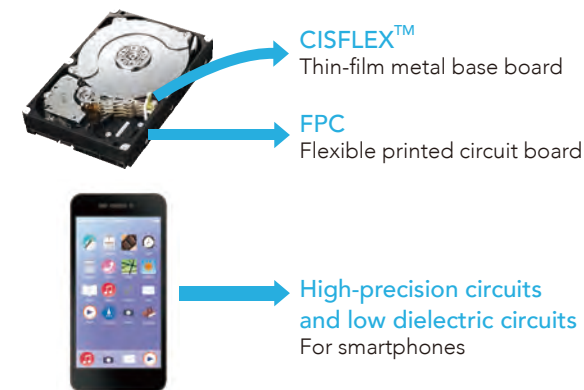 CISFLEX™
Thin-film metal base board
FPC
Flexible printed circuit board
High-precision circuits
and low dielectric circuits
For smartphones